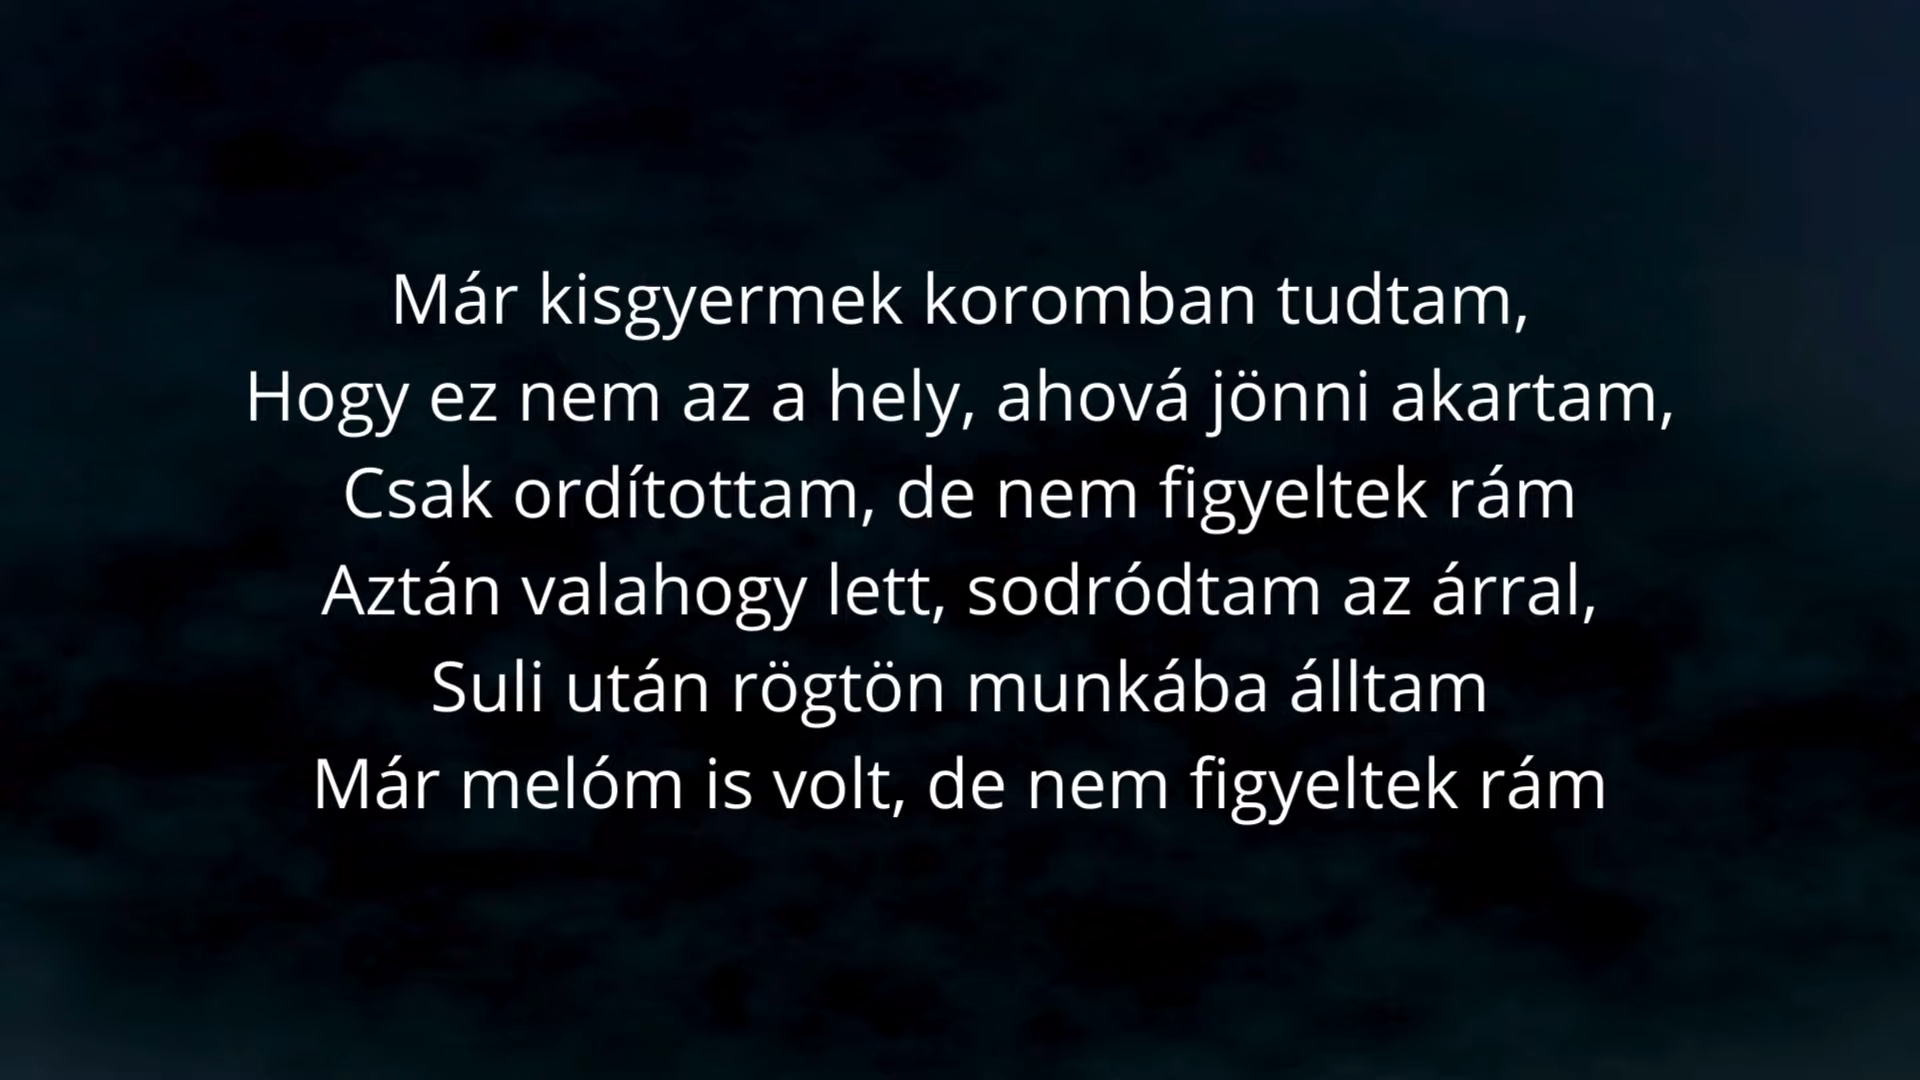 Már kisgyermek koromban tudtam,
Hogy ez nem az a hely, ahová jönni akartam,
Csak ordítottam, de nem figyeltek rám
Aztán valahogy lett, sodródtam az árral,
Suli után rögtön munkába álltam
Már melóm is volt, de nem figyeltek rám